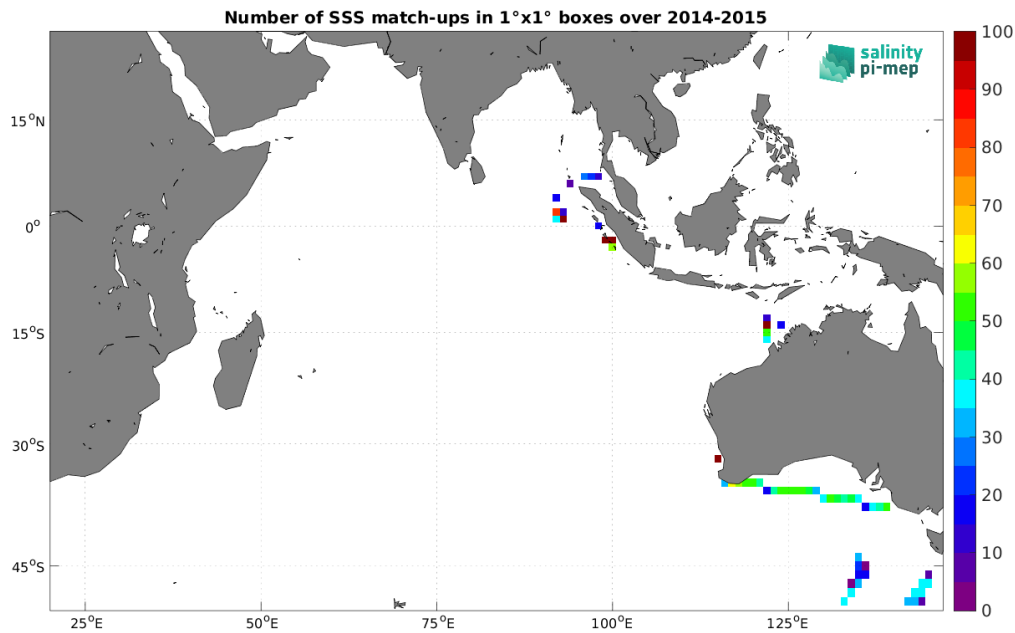 Number of SSS match-ups in 1°x1° boxes over 2014-2015
salinity
pi-mep
100
90
80
70
60
50
40
30
20
10
0
15°N
0°
15°S
30°S
45°S
25°E
50°E
75°E
100°E
125°E